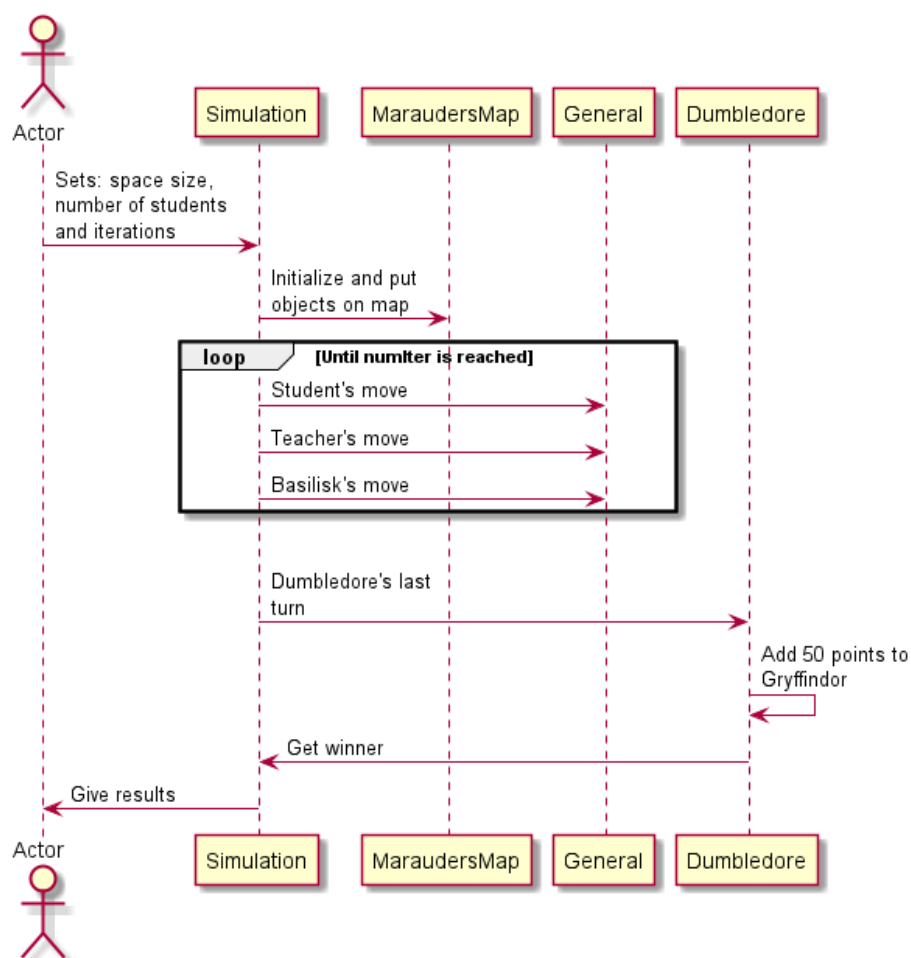 Actor
Simulation
MaraudersMap
General
Dumbledore
Sets: space size,
number of students
and iterations
Initialize and put
objects on map
loop
[Until numIter is reached]
Student's move
Teacher's move
Basilisk's move
Dumbledore's last
turn
Add 50 points to
Gryffindor
Get winner
Give results
Actor
Simulation
MaraudersMap
General
Dumbledore